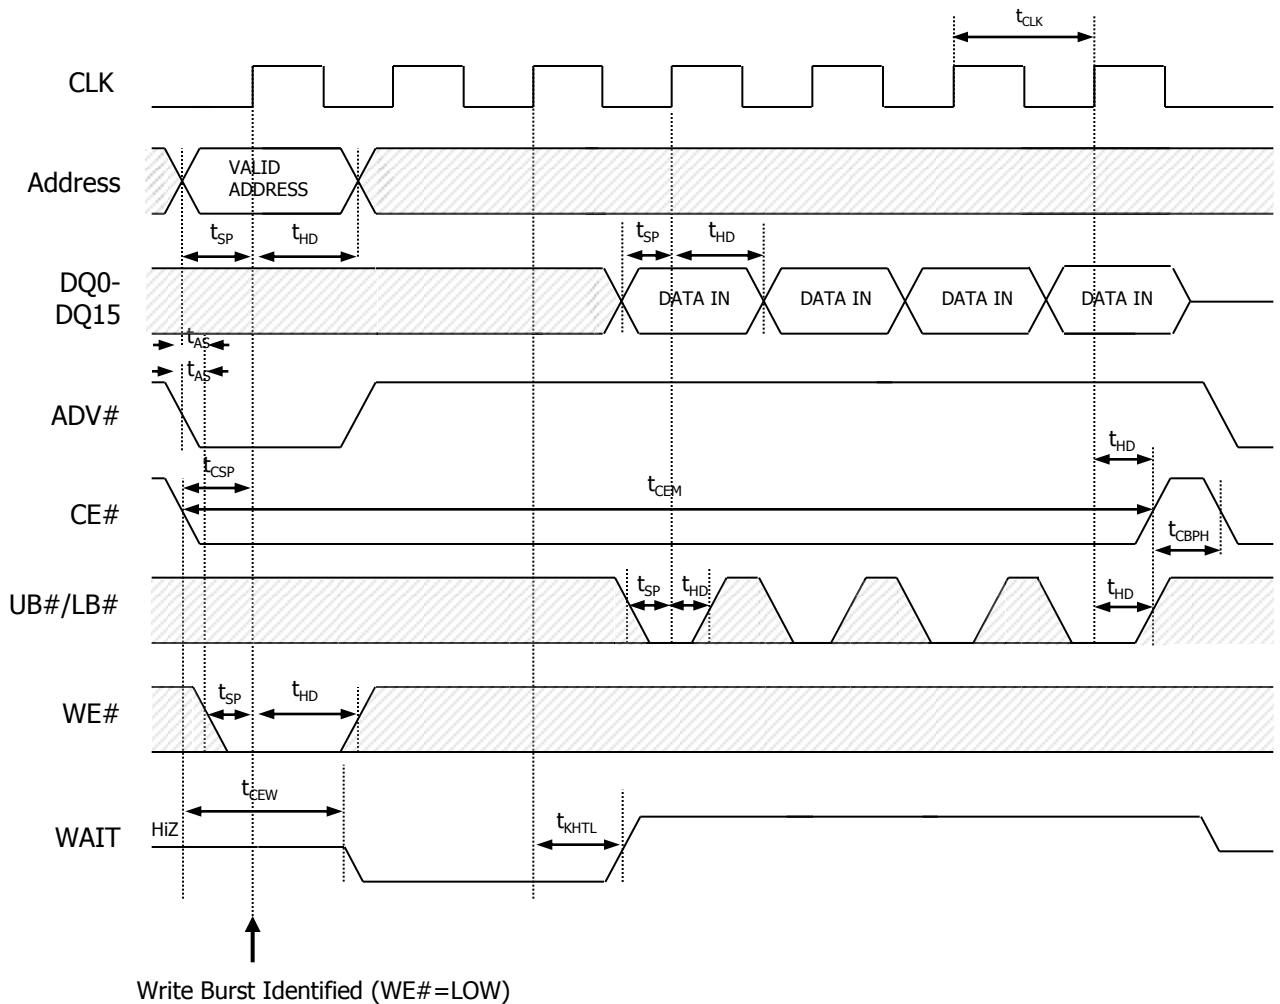 tCLK
CLK
Address
VALID
ADDRESS
tSP
tHD
tSP
tHD
DQ0-
DQ15
DATA IN
DATA IN
DATA IN
DATA IN
tAS
tAS
ADV#
tHD
tCSP
tCEM
CE#
tCBPH
UB#/LB#
tSP
tHD
tHD
WE#
tSP
tHD
tCEW
WAIT
HiZ
tKHTL
Write Burst Identified (WE#=LOW)